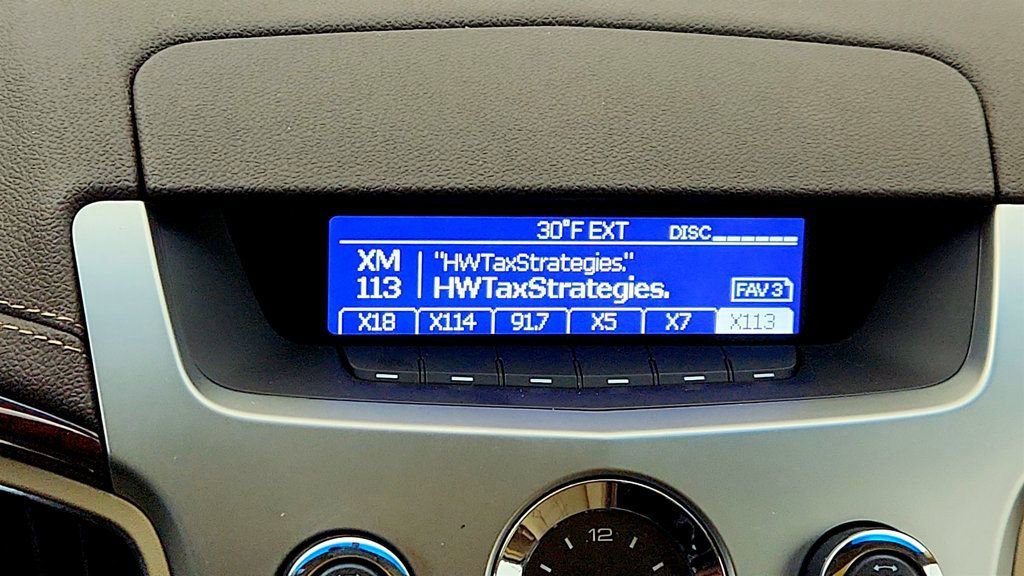 30°F EXT DISC
XM "HWTaxStrategies."
113 HWTaxStrategies. FAV 3
X18 X114 91.7 X5 X7 X113
12